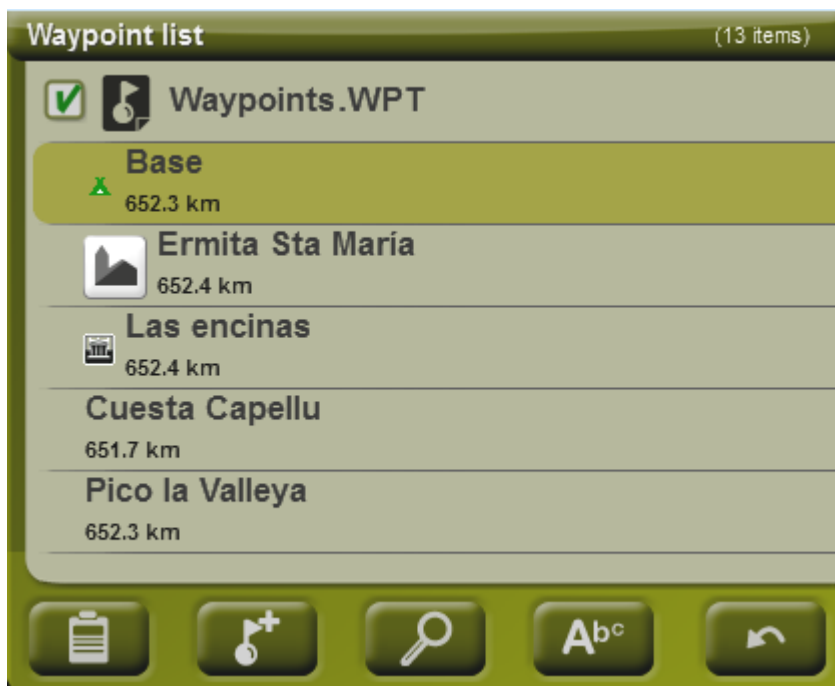 Waypoint list (13 items)
Waypoints.WPT
Base
652.3 km
Ermita Sta María
652.4 km
Las encinas
652.4 km
Cuesta Capellu
651.7 km
Pico la Valleya
652.3 km
Abc